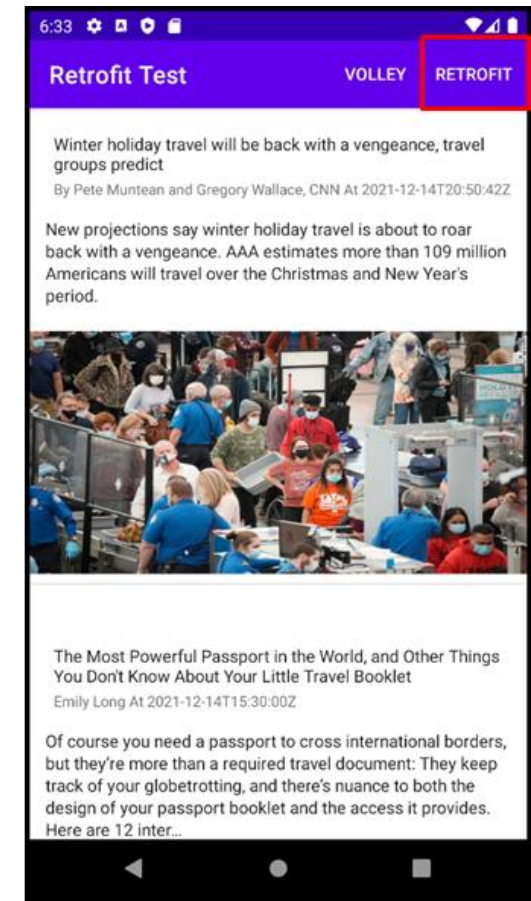 6:33
Retrofit Test VOLLEY RETROFIT
Winter holiday travel will be back with a vengeance, travel
groups predict
By Pete Muntean and Gregory Wallace, CNN At 2021-12-14T20:50:42Z
New projections say winter holiday travel is about to roar
back with a vengeance. AAA estimates more than 109 million
Americans will travel over the Christmas and New Year's
period.
The Most Powerful Passport in the World, and Other Things
You Don't Know About Your Little Travel Booklet
Emily Long At 2021-12-14T15:30:00Z
Of course you need a passport to cross international borders,
but they're more than a required travel document: They keep
track of your globetrotting, and there's nuance to both the
design of your passport booklet and the access it provides.
Here are 12 inter…